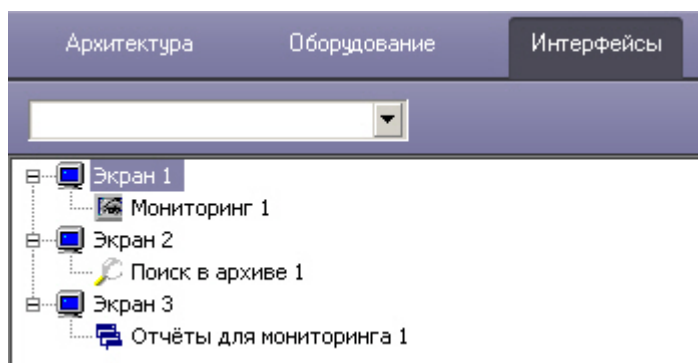 Архитектура Оборудование Интерфейсы
Экран 1
Мониторинг 1
Экран 2
Поиск в архиве 1
Экран 3
Отчёты для мониторинга 1